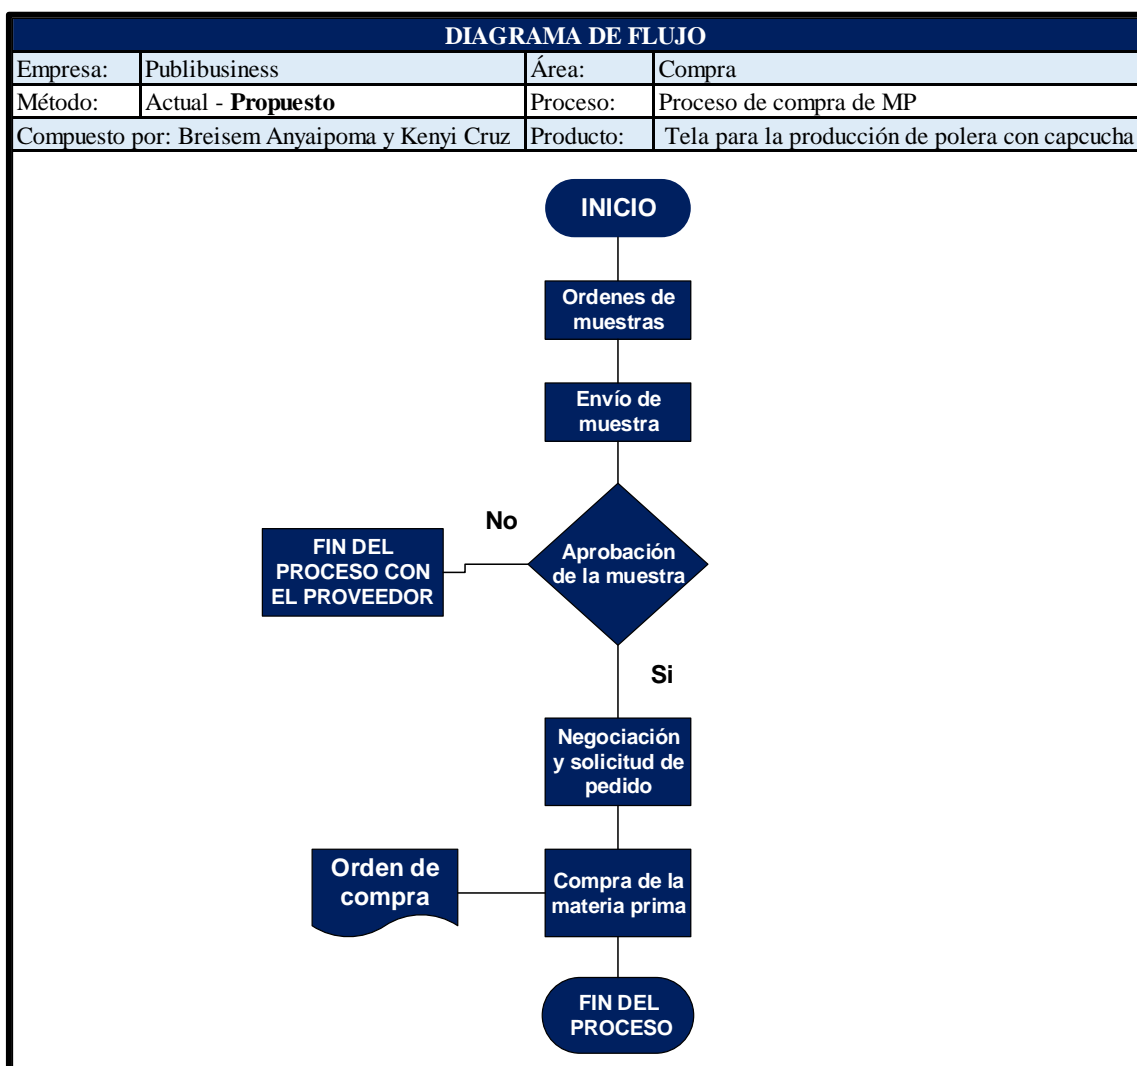 DIAGRAMA DE FLUJO
Empresa: Publibusiness Área: Compra
Método: Actual - Propuesto Proceso: Proceso de compra de MP
Compuesto por: Breisem Anyaipoma y Kenyi Cruz Producto: Tela para la producción de polera con capcucha
INICIO
Ordenes de
muestras
Envío de
muestra
No
Aprobación
de la muestra
FIN DEL
PROCESO CON
EL PROVEEDOR
Si
Negociación
y solicitud de
pedido
Orden de
compra
Compra de la
materia prima
FIN DEL
PROCESO